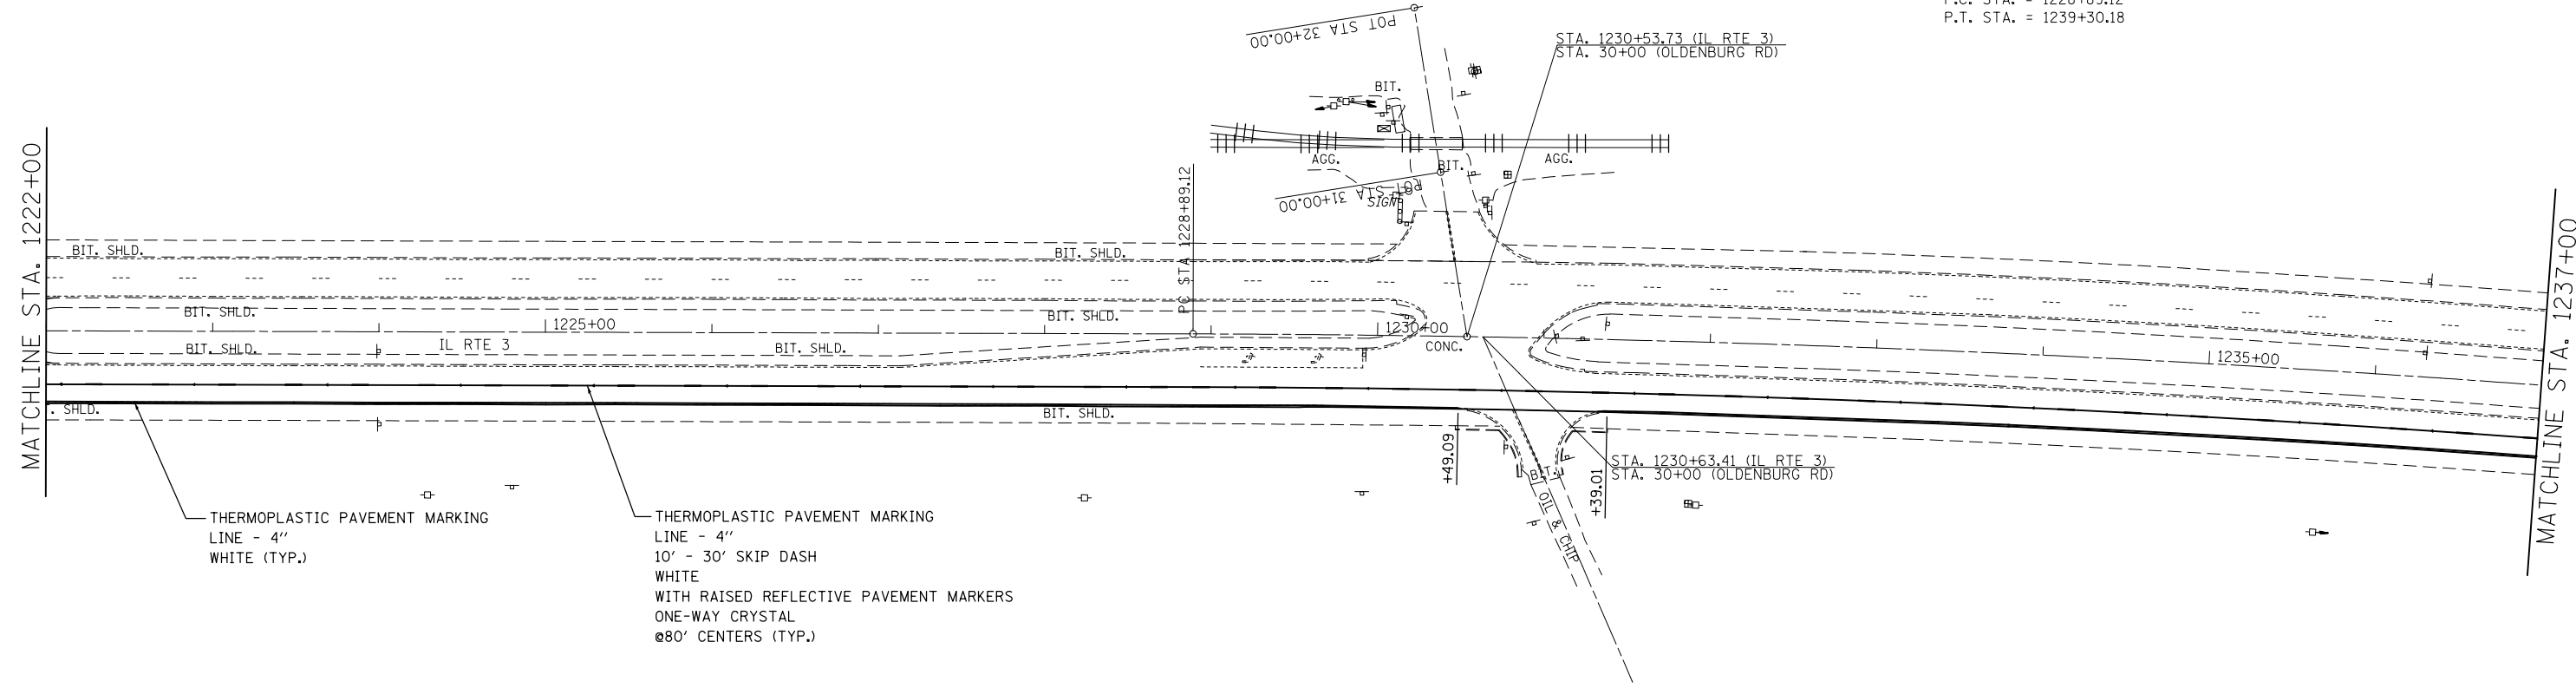 P.C. STA. = 1228+89.12
P.T. STA. = 1239+30.18
POT STA 32+00.00
STA. 1230+53.73 (IL RTE 3)
STA. 30+00 (OLDENBURG RD)
BIT.
AGG.
BIT.
AGG.
POT STA 31+00.00
SIGN
MATCHLINE STA. 1222+00
PC STA 1228+89.12
MATCHLINE STA. 1237+00
BIT. SHLD.
BIT. SHLD.
BIT. SHLD.
BIT. SHLD.
1225+00
1230+00
BIT. SHLD.
IL RTE 3
BIT. SHLD.
CONC.
1235+00
. SHLD.
BIT. SHLD.
+49.09
+39.01
BIT.
OIL & CHIP
STA. 1230+63.41 (IL RTE 3)
STA. 30+00 (OLDENBURG RD)
THERMOPLASTIC PAVEMENT MARKING
LINE - 4"
WHITE (TYP.)
THERMOPLASTIC PAVEMENT MARKING
LINE - 4"
10' - 30' SKIP DASH
WHITE
WITH RAISED REFLECTIVE PAVEMENT MARKERS
ONE-WAY CRYSTAL
@80' CENTERS (TYP.)